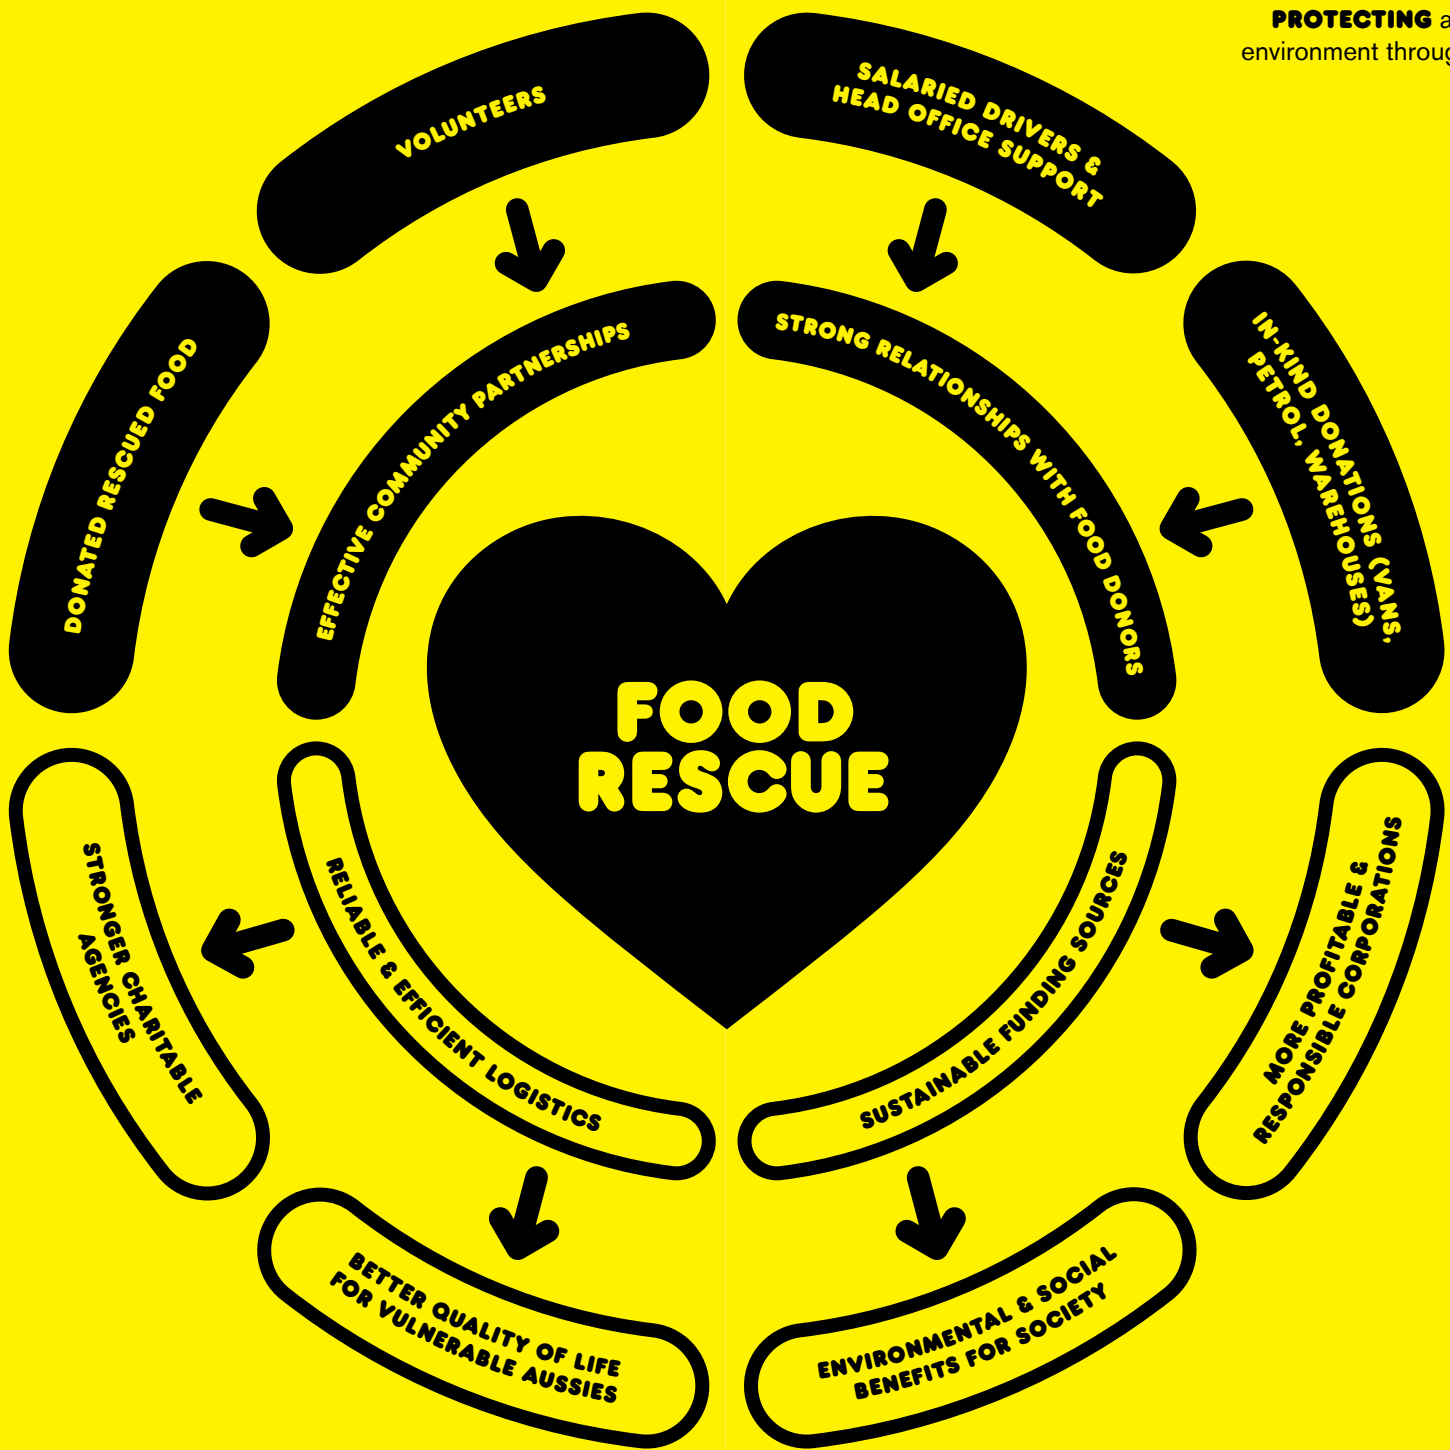 PROTECTING
environment
VOLUNTEERS
SALARIED DRIVERS &
HEAD OFFICE SUPPORT
DONATED RESCUED FOOD
EFFECTIVE COMMUNITY PARTNERSHIPS
STRONG RELATIONSHIPS WITH FOOD DONORS
IN-KIND DONATIONS (VANS,
PETROL, WAREHOUSES)
FOOD
RESCUE
STRONGER CHARITABLE
AGENCIES
RELIABLE & EFFICIENT LOGISTICS
SUSTAINABLE FUNDING SOURCES
MORE PROFITABLE &
RESPONSIBLE CORPORATIONS
BETTER QUALITY OF LIFE
FOR VULNERABLE AUSSIES
ENVIRONMENTAL & SOCIAL
BENEFITS FOR SOCIETY